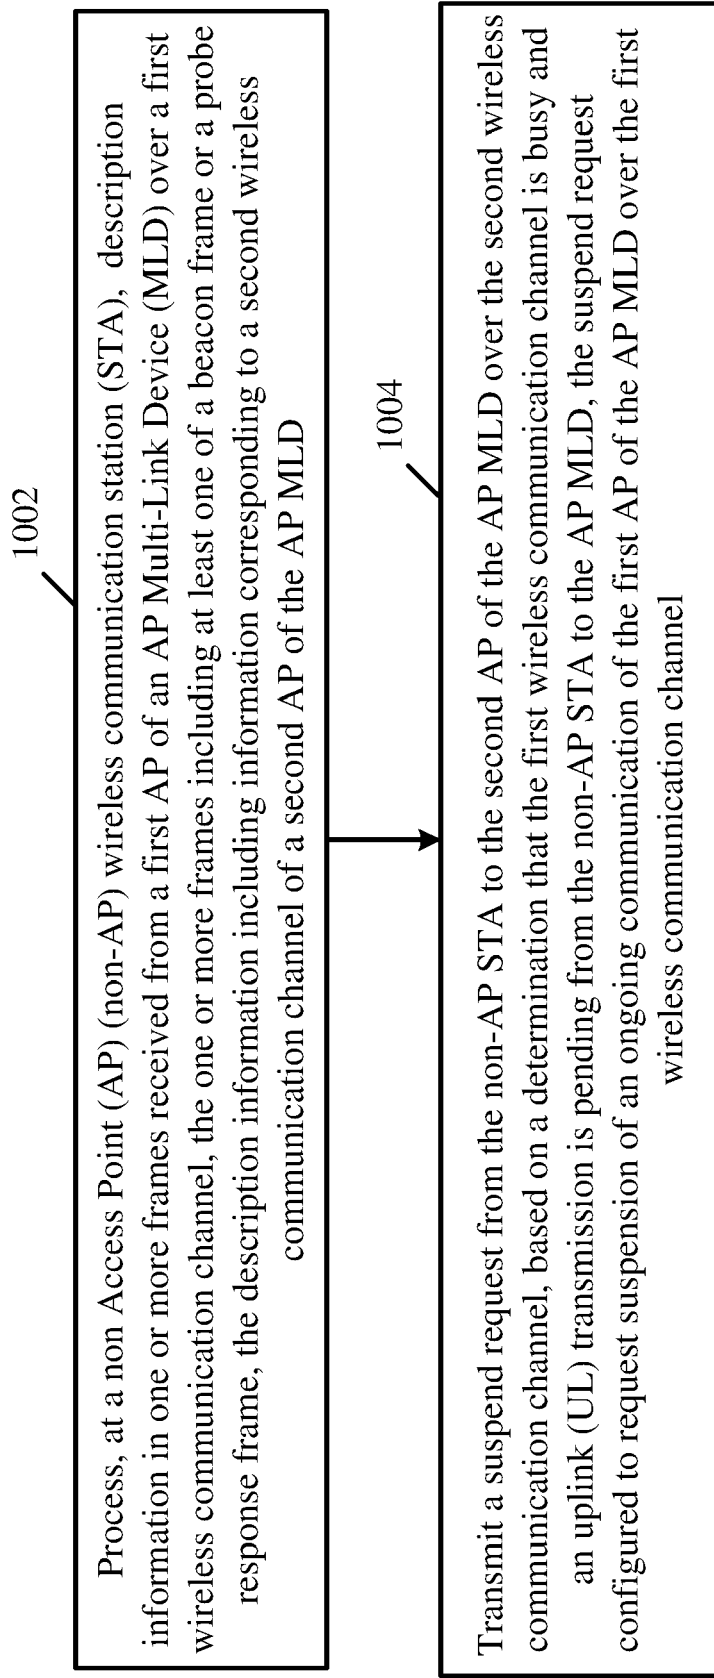 1002
Process, at a non Access Point (AP) (non-AP) wireless communication station (STA), description
information in one or more frames received from a first AP of an AP Multi-Link Device (MLD) over a first
wireless communication channel, the one or more frames including at least one of a beacon frame or a probe
response frame, the description information including information corresponding to a second wireless
communication channel of a second AP of the AP MLD
1004
Transmit a suspend request from the non-AP STA to the second AP of the AP MLD over the second wireless
communication channel, based on a determination that the first wireless communication channel is busy and
an uplink (UL) transmission is pending from the non-AP STA to the AP MLD, the suspend request
configured to request suspension of an ongoing communication of the first AP of the AP MLD over the first
wireless communication channel